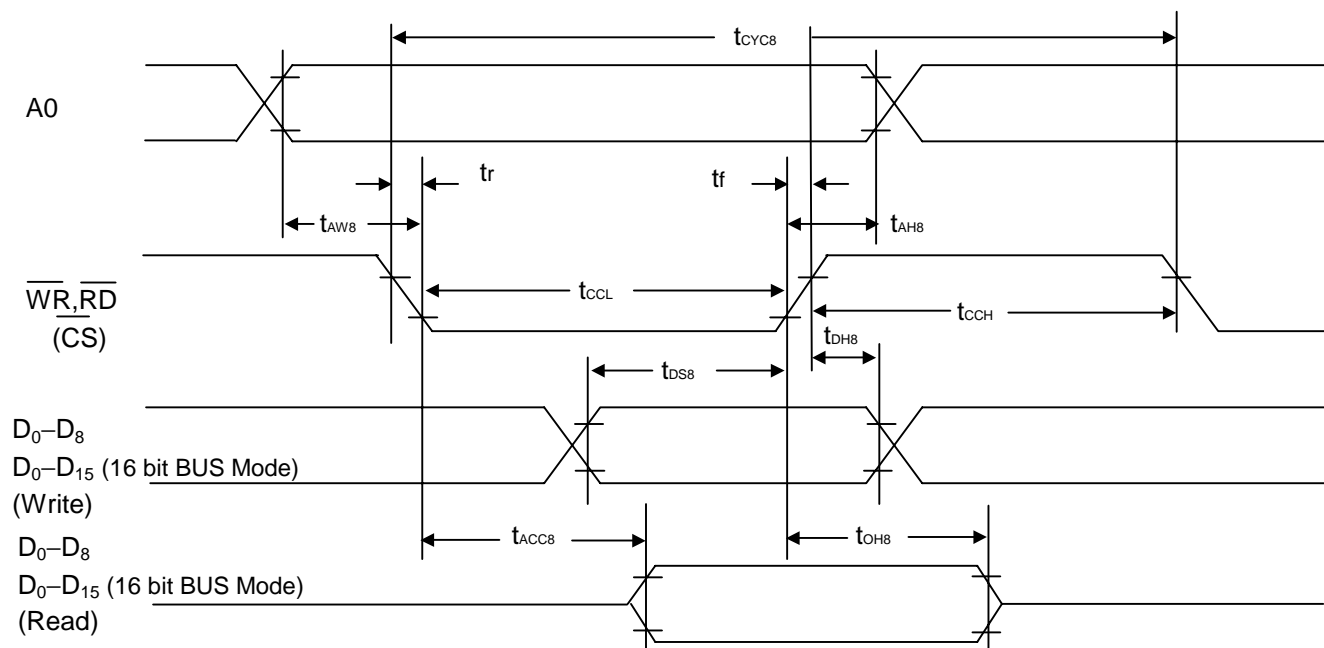 tCYC8
A0
tr
tf
tAW8
tAH8
WR,RD
(CS)
tCCL
tCCH
tDH8
tDS8
D0–D8
D0–D15 (16 bit BUS Mode)
(Write)
tACC8
tOH8
D0–D8
D0–D15 (16 bit BUS Mode)
(Read)